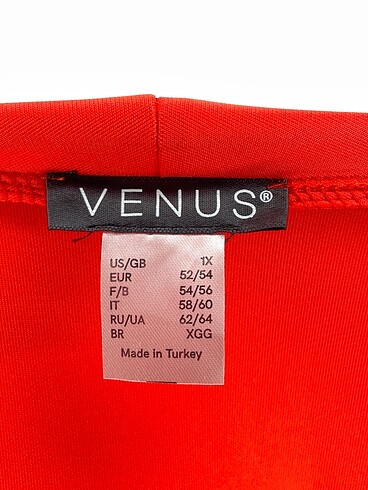 VENUS®
US/GB 1X
EUR 52/54
F/B 54/56
IT 58/60
RU/UA 62/64
BR XGG
Made in Turkey